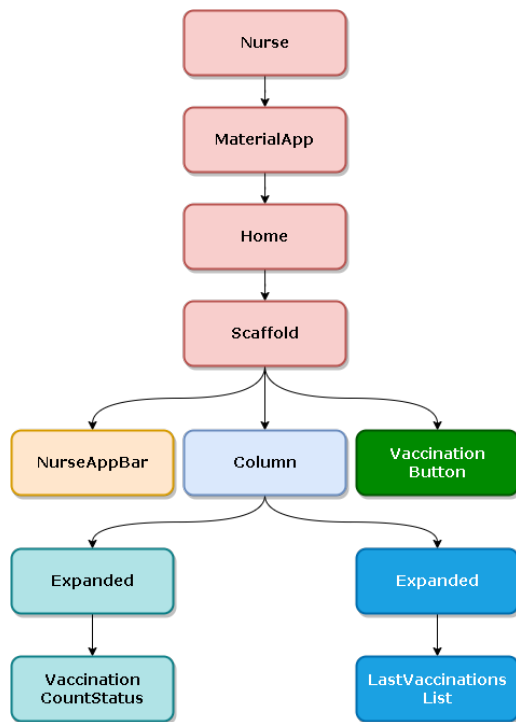 Nurse
MaterialApp
Home
Scaffold
NurseAppBar
Column
Vaccination
Button
Expanded
Expanded
Vaccination
CountStatus
LastVaccinations
List